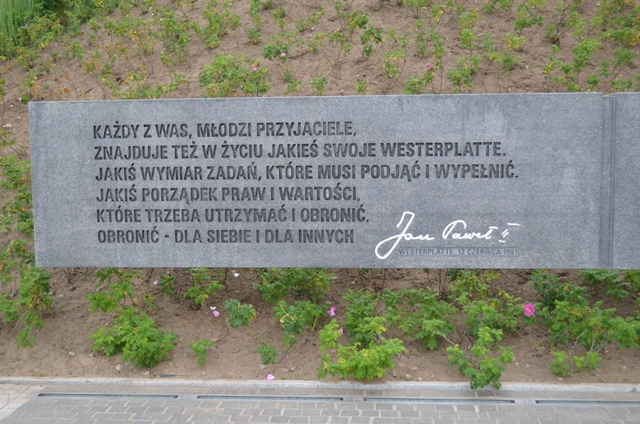 KAŻDY Z WAS, MŁODZI PRZYJACIELE,
ZNAJDUJE TEŻ W ŻYCIU JAKIEŚ SWOJE WESTERPLATTE.
JAKIŚ WYMIAR ZADAŃ, KTÓRE MUSI PODJĄĆ I WYPEŁNIĆ.
JAKIŚ PORZĄDEK PRAW I WARTOŚCI,
KTÓRE TRZEBA UTRZYMAĆ I OBRONIĆ,
OBRONIĆ - DLA SIEBIE I DLA INNYCH
Jan Paweł II
WESTERPLATTE, 12 CZERWCA